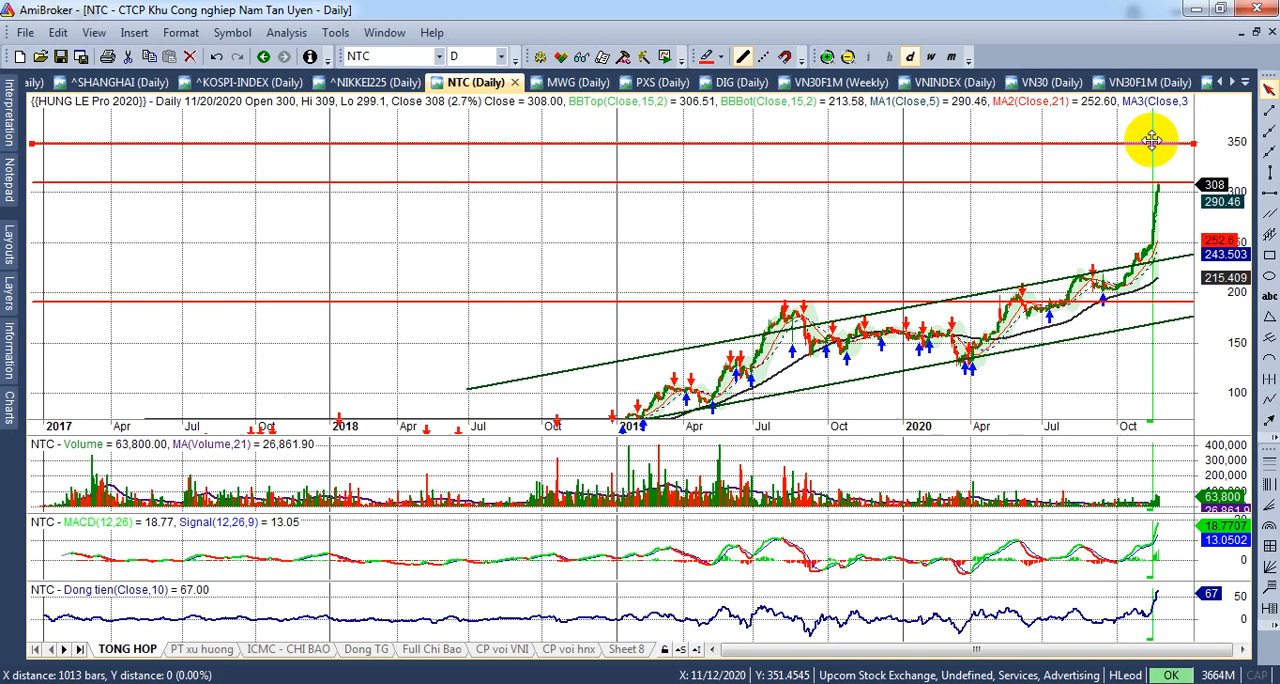 AmiBroker - [NTC - CTCP Khu Cong nghiep Nam Tan Uyen - Daily]
File Edit View Insert Format Symbol Analysis Tools Window Help
NTC D d w m
ily) ^SHANGHAI (Daily) ^KOSPI-INDEX (Daily) ^NIKKEI225 (Daily) NTC (Daily) MWG (Daily) PXS (Daily) DIG (Daily) VN30F1M (Weekly) VNINDEX (Daily) VN30 (Daily) VN30F1M (Daily)
{{HUNG LE Pro 2020}} - Daily 11/20/2020 Open 300, Hi 309, Lo 299.1, Close 308 (2.7%) Close = 308.00, BBTop(Close,15,2) = 306.51, BBBot(Close,15,2) = 213.58, MA1(Close,5) = 290.46, MA2(Close,21) = 252.60, MA3(Close,3
Interpretation
Notepad
Layouts
Layers
Information
Charts
350
308
300
290.46
252.6
243.503
215.409
200
150
100
2017 Apr Jul Oct 2018 Apr Jul Oct 2019 Apr Jul Oct 2020 Apr Jul Oct
NTC - Volume = 63,800.00, MA(Volume,21) = 26,861.90
400,000
300,000
200,000
63,800
26,861.9
NTC - MACD(12,26) = 18.77, Signal(12,26,9) = 13.05
18.7707
13.0502
0
NTC - Dong tien(Close,10) = 67.00
67
50
0
TONG HOP PT xu huong ICMC - CHI BAO Dong TG Full Chi Bao CP voi VNI CP voi hnx Sheet 8
X distance: 1013 bars, Y distance: 0 (0.00%) X: 11/12/2020 Y: 351.4545 Upcom Stock Exchange, Undefined, Services, Advertising HLeod OK 3664M CAP
abc